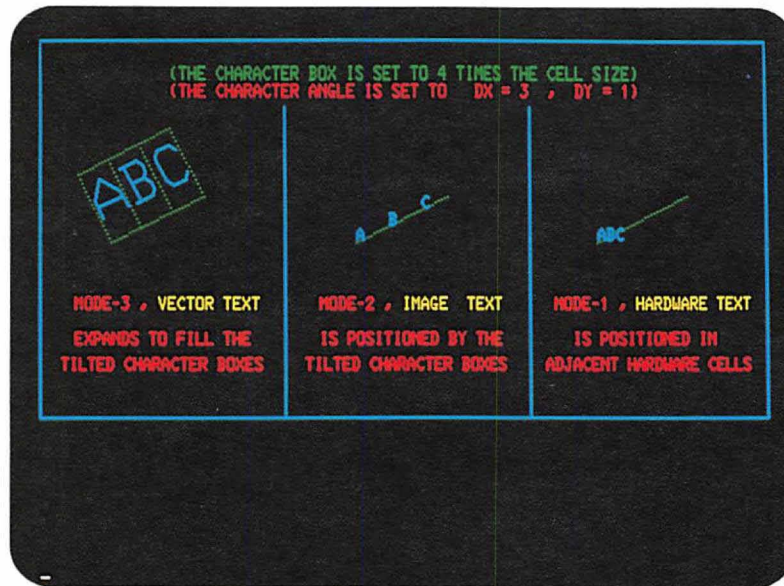 (THE CHARACTER BOX IS SET TO 4 TIMES THE CELL SIZE)
(THE CHARACTER ANGLE IS SET TO DX = 3 , DY = 1)
ABC
MODE-3 , VECTOR TEXT
EXPANDS TO FILL THE
TILTED CHARACTER BOXES
A B C
MODE-2 , IMAGE TEXT
IS POSITIONED BY THE
TILTED CHARACTER BOXES
ABC
MODE-1 , HARDWARE TEXT
IS POSITIONED IN
ADJACENT HARDWARE CELLS